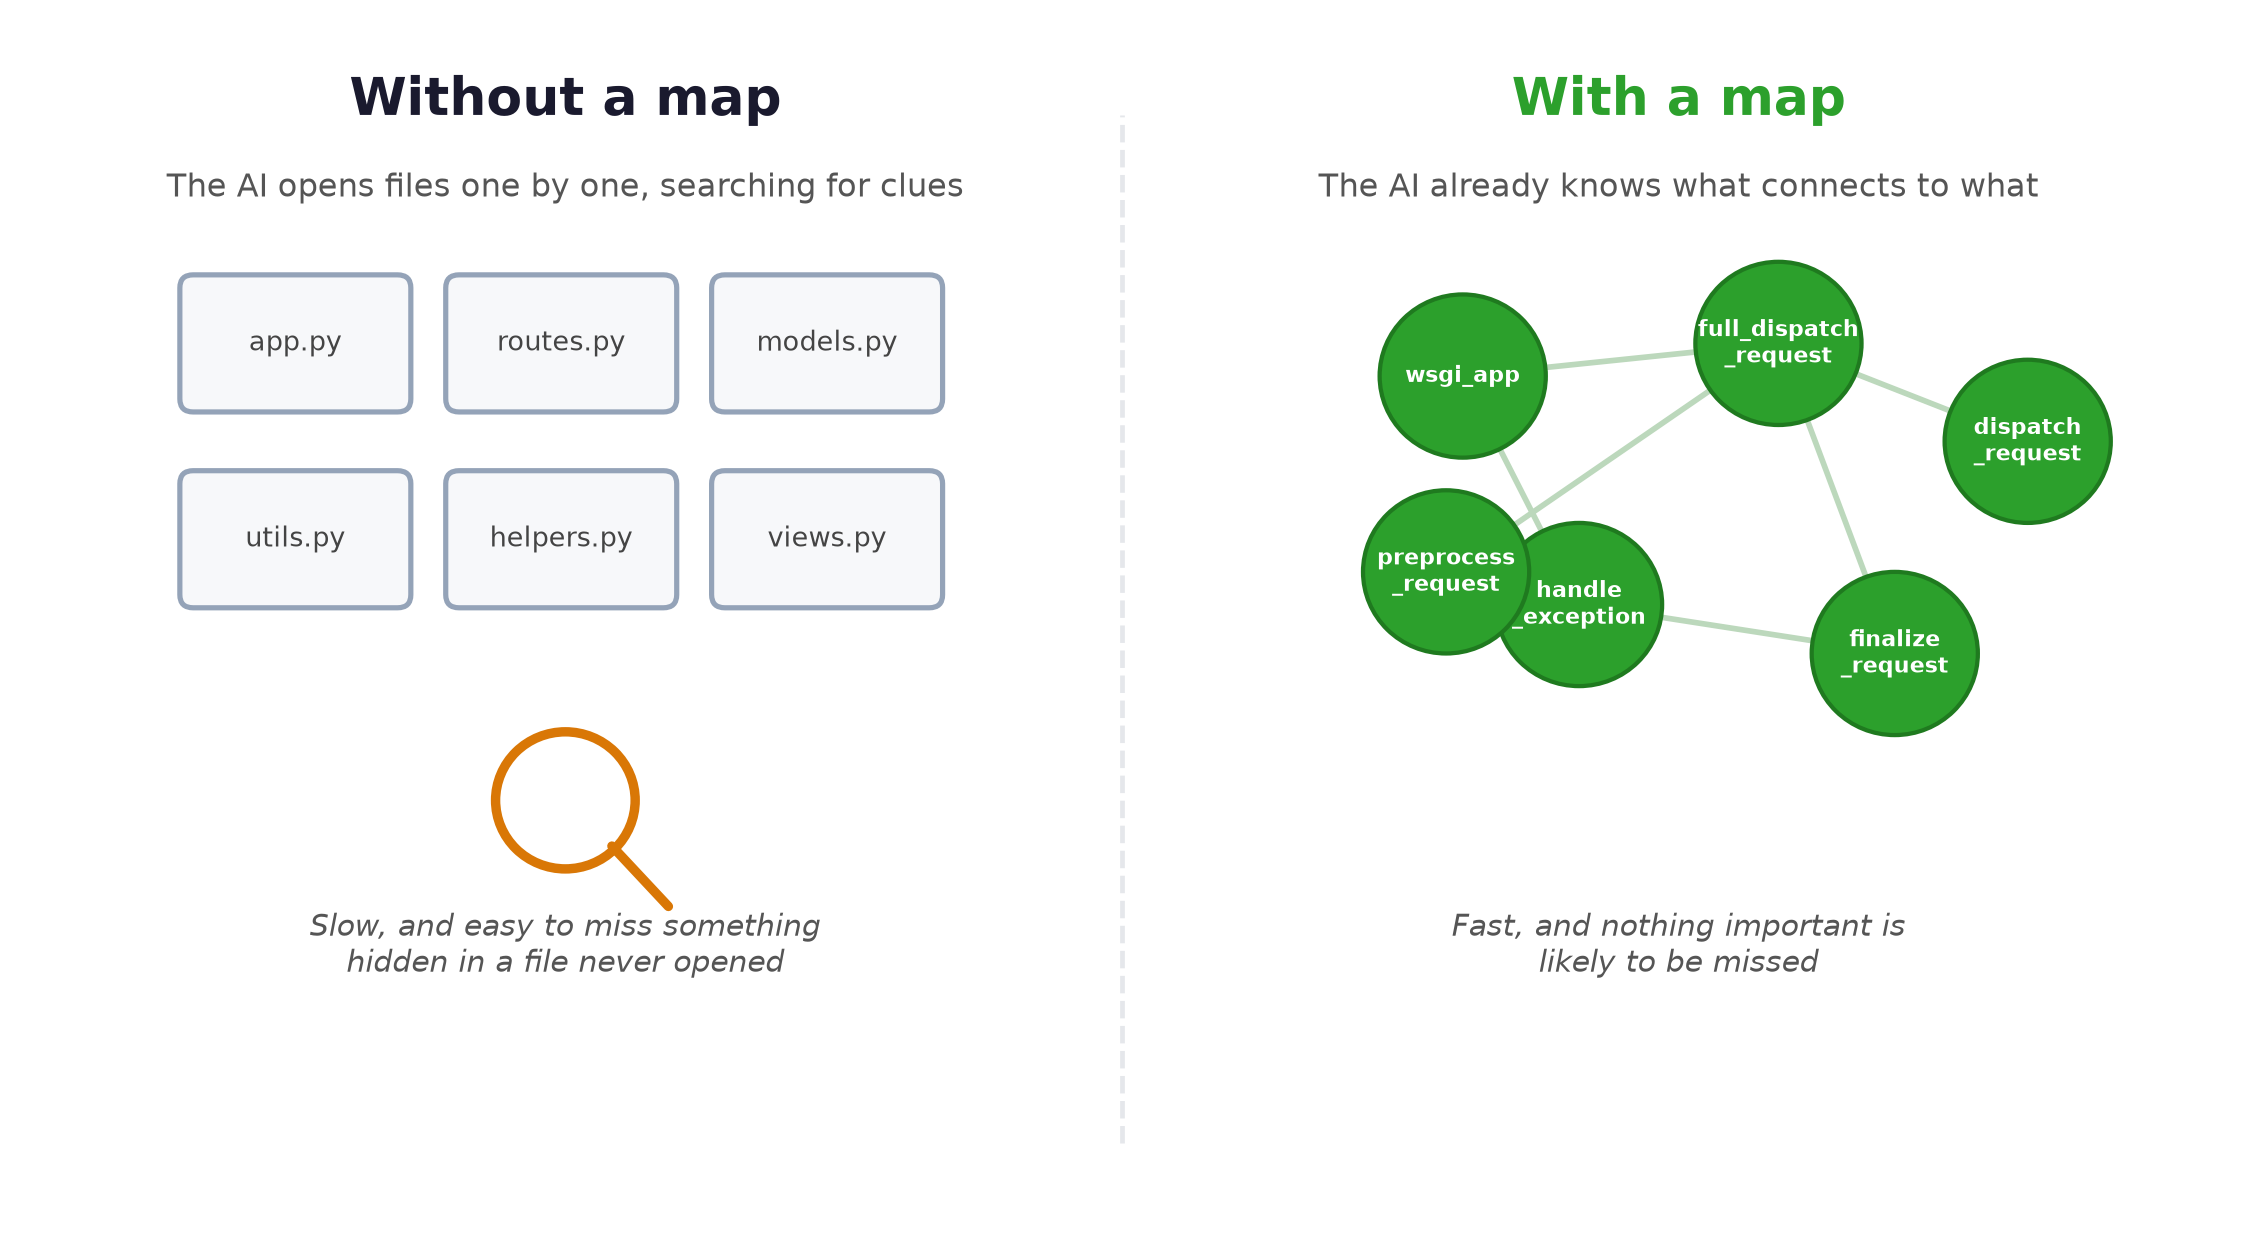 Without a map
The AI opens files one by one, searching for clues
app.py
routes.py
models.py
utils.py
helpers.py
views.py
Slow, and easy to miss something
hidden in a file never opened
With a map
The AI already knows what connects to what
wsgi_app
full_dispatch
_request
dispatch
_request
preprocess
_request
handle
_exception
finalize
_request
Fast, and nothing important is
likely to be missed